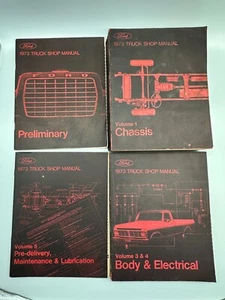 Ford
1973 TRUCK SHOP MANUAL
FORD
Preliminary
Ford
1973 TRUCK SHOP MANUAL
Volume 1
Chassis
Ford
1973 TRUCK SHOP MANUAL
Volume 5
Pre-delivery,
Maintenance & Lubrication
Ford
1973 TRUCK SHOP MANUAL
Volume 3 & 4
Body & Electrical